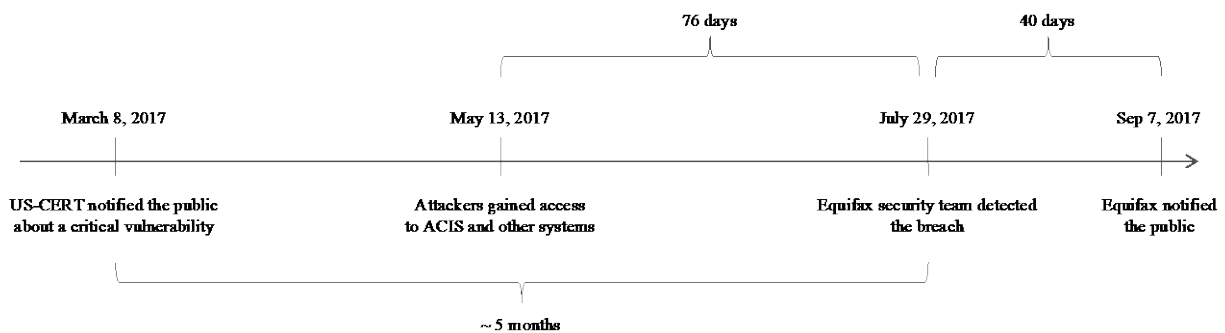 76 days
40 days
March 8, 2017
May 13, 2017
July 29, 2017
Sep 7, 2017
US-CERT notified the public
about a critical vulnerability
Attackers gained access
to ACIS and other systems
Equifax security team detected
the breach
Equifax notified
the public
~ 5 months